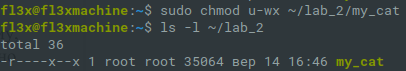 fl3x@fl3xmachine:~$ sudo chmod u-wx ~/lab_2/my_cat
fl3x@fl3xmachine:~$ ls -l ~/lab_2
total 36
-r----x--x 1 root root 35064 вер 14 16:46 my_cat